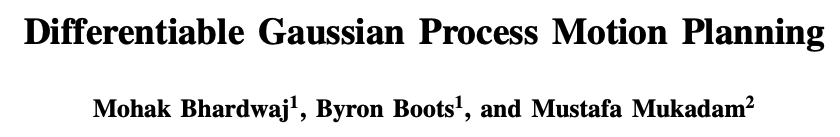 Differentiable Gaussian Process Motion Planning
Mohak Bhardwaj¹, Byron Boots¹, and Mustafa Mukadam²